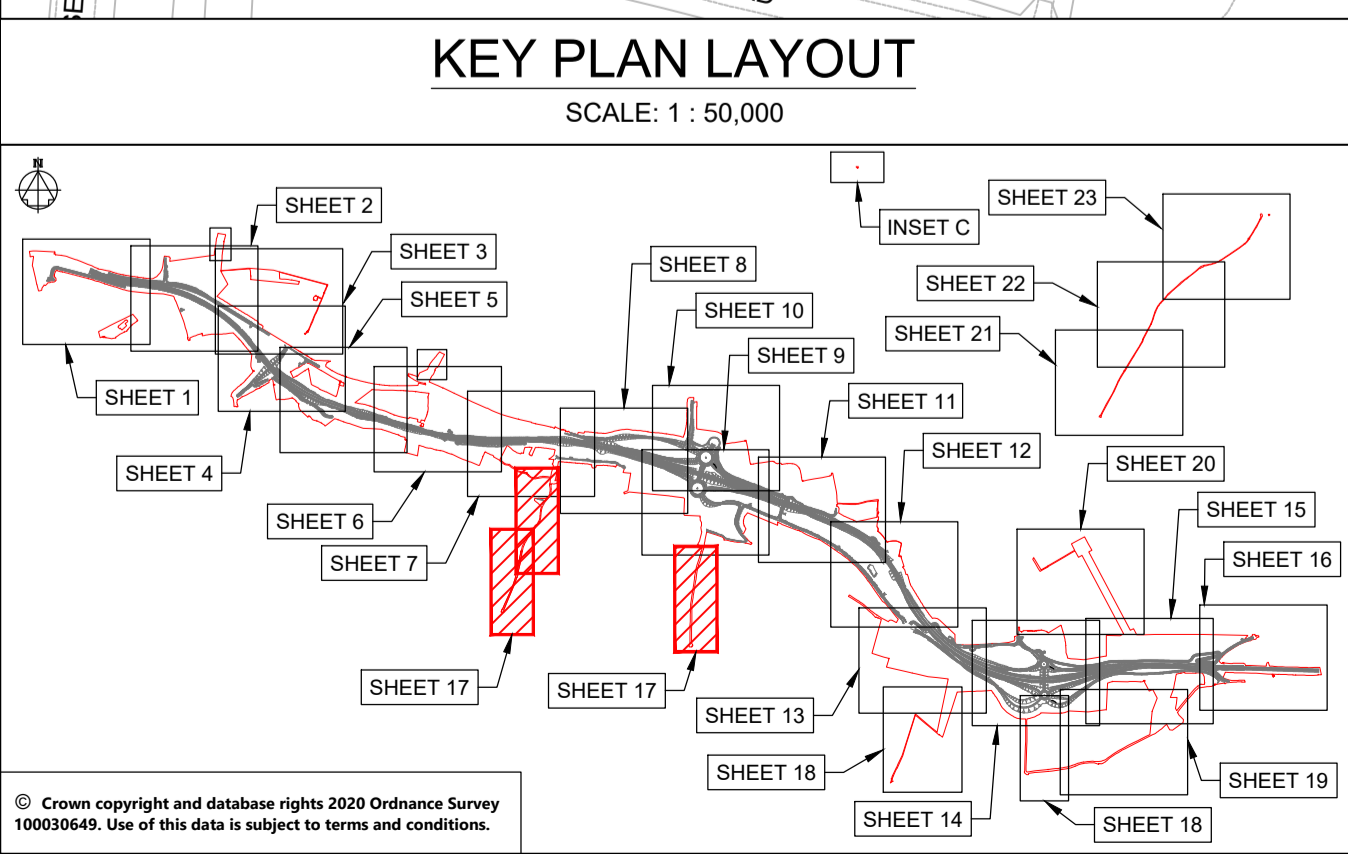 SE
KEY PLAN LAYOUT
SCALE: 1 : 50,000
N
SHEET 2
SHEET 3
SHEET 5
SHEET 1
SHEET 4
SHEET 6
SHEET 7
SHEET 8
SHEET 10
SHEET 9
INSET C
SHEET 23
SHEET 22
SHEET 21
SHEET 11
SHEET 12
SHEET 20
SHEET 15
SHEET 16
SHEET 17
SHEET 17
SHEET 13
SHEET 18
SHEET 14
SHEET 18
SHEET 19
© Crown copyright and database rights 2020 Ordnance Survey
100030649. Use of this data is subject to terms and conditions.